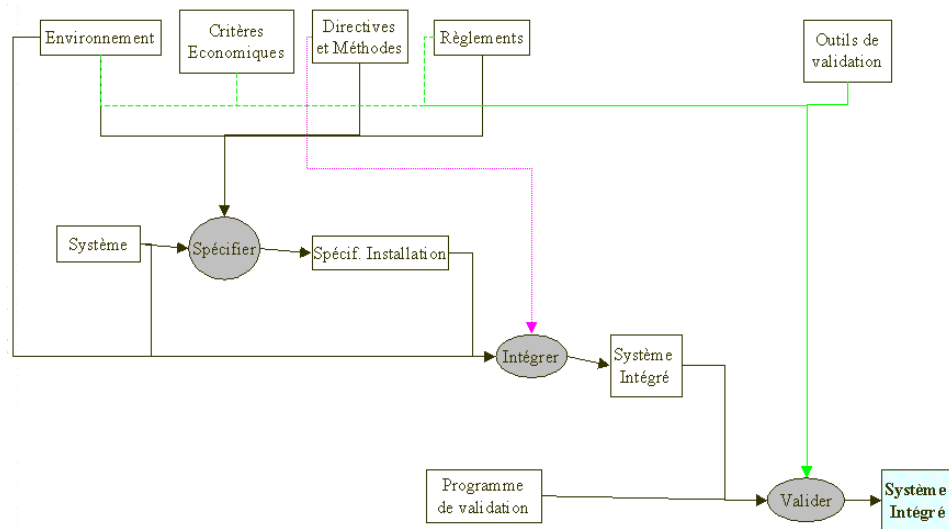 Environnement
Critères
Economiques
Directives
et Méthodes
Règlements
Outils de
validation
Système
Spécifier
Spécif. Installation
Intégrer
Système
Intégré
Programme
de validation
Valider
Système
Intégré